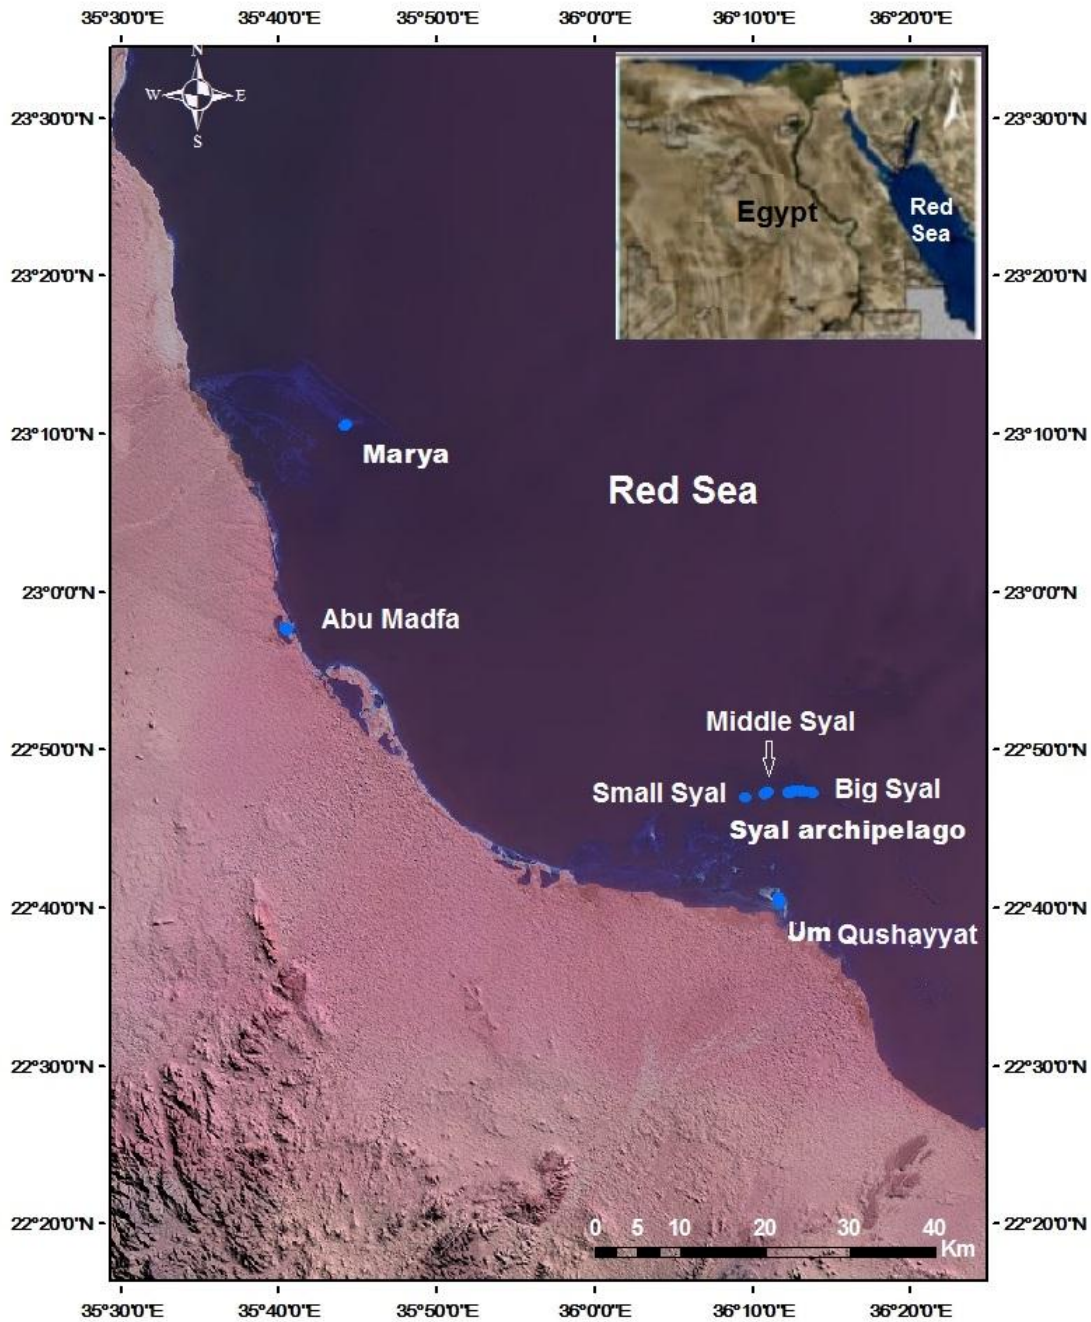 35°30'0"E 35°40'0"E 35°50'0"E 36°0'0"E 36°10'0"E 36°20'0"E
N
W E
S
N
23°30'0"N 23°30'0"N
Egypt
Red
Sea
23°20'0"N 23°20'0"N
23°10'0"N 23°10'0"N
Marya
Red Sea
23°0'0"N 23°0'0"N
Abu Madfa
Middle Syal
22°50'0"N 22°50'0"N
Small Syal Big Syal
Syal archipelago
22°40'0"N 22°40'0"N
Um Qushayyat
22°30'0"N 22°30'0"N
22°20'0"N 22°20'0"N
0 5 10 20 30 40
Km
35°30'0"E 35°40'0"E 35°50'0"E 36°0'0"E 36°10'0"E 36°20'0"E